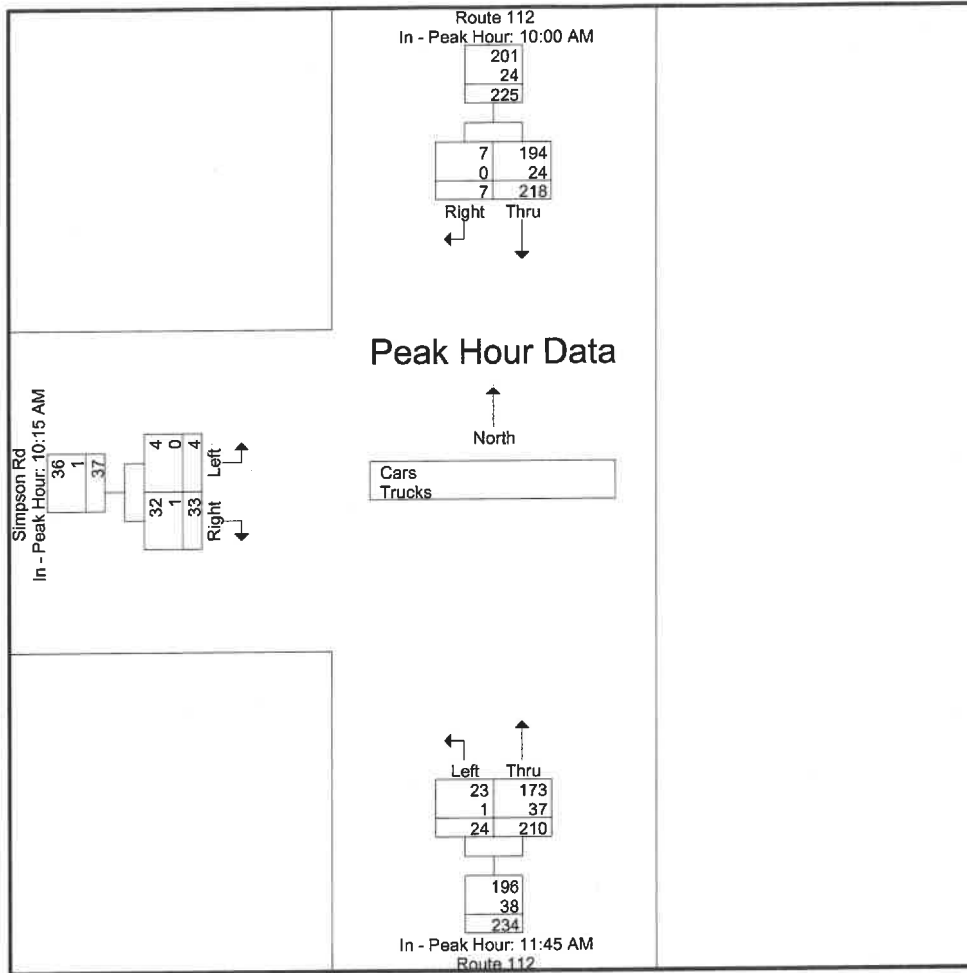 Route 112
In - Peak Hour: 10:00 AM
201
24
225
7 194
0 24
7 218
Right Thru
Peak Hour Data
North
Cars
Trucks
Simpson Rd
In - Peak Hour: 10:15 AM
36
1
37
32 4
1 0
33 4
Right Left
Left Thru
23 173
1 37
24 210
196
38
234
In - Peak Hour: 11:45 AM
Route 112